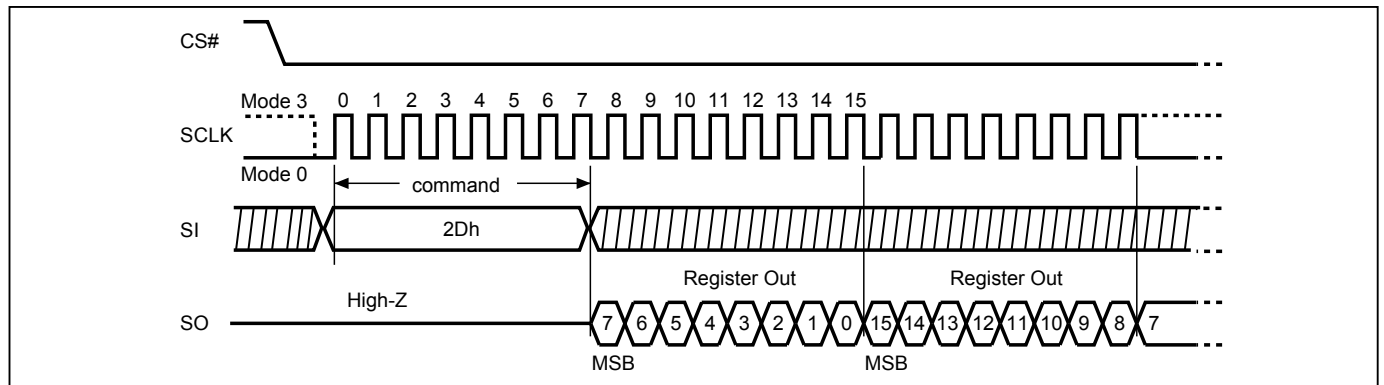 CS#
Mode 3
0 1 2 3 4 5 6 7 8 9 10 11 12 13 14 15
SCLK
Mode 0
command
SI
2Dh
Register Out Register Out
High-Z
SO
7 6 5 4 3 2 1 0 15 14 13 12 11 10 9 8 7
MSB MSB